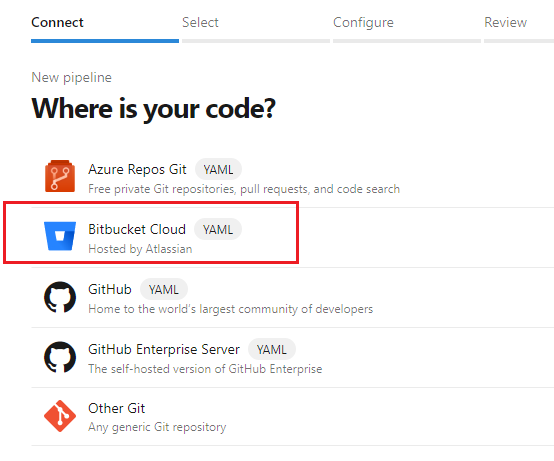 Connect Select Configure Review
New pipeline
Where is your code?
Azure Repos Git YAML
Free private Git repositories, pull requests, and code search
Bitbucket Cloud YAML
Hosted by Atlassian
GitHub YAML
Home to the world's largest community of developers
GitHub Enterprise Server YAML
The self-hosted version of GitHub Enterprise
Other Git
Any generic Git repository